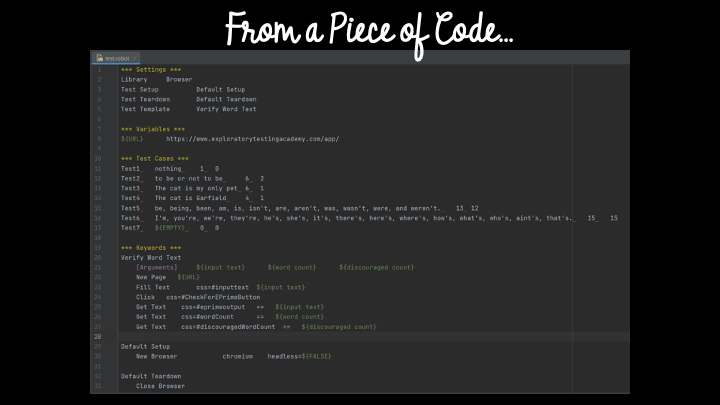 From a Piece of Code...
test.robot
1 *** Settings ***
2 Library Browser
3 Test Setup Default Setup
4 Test Teardown Default Teardown
5 Test Template Verify Word Text
6
7 *** Variables ***
8 ${URL} https://www.exploratorytestingacademy.com/app/
9
10 *** Test Cases ***
11 Test1_ nothing_ 1_ 0
12 Test2_ to be or not to be_ 6_ 2
13 Test3_ The cat is my only pet_ 6_ 1
14 Test4_ The cat is Garfield_ 4_ 1
15 Test5_ be, being, been, am, is, isn't, are, aren't, was, wasn't, were, and weren't._ 13_ 12
16 Test6_ I'm, you're, we're, they're, he's, she's, it's, there's, here's, where's, how's, what's, who's, aint's, that's._ 15_ 15
17 Test7_ ${EMPTY}_ 0_ 0
18
19 *** Keywords ***
20 Verify Word Text
21 [Arguments] ${input text} ${word count} ${discouraged count}
22 New Page ${URL}
23 Fill Text css=#inputtext ${input text}
24 Click css=#CheckForEPrimeButton
25 Get Text css=#eprimeoutput == ${input text}
26 Get Text css=#wordCount == ${word count}
27 Get Text css=#discouragedWordCount == ${discouraged count}
28
29 Default Setup
30 New Browser chromium headless=${FALSE}
31
32 Default Teardown
33 Close Browser